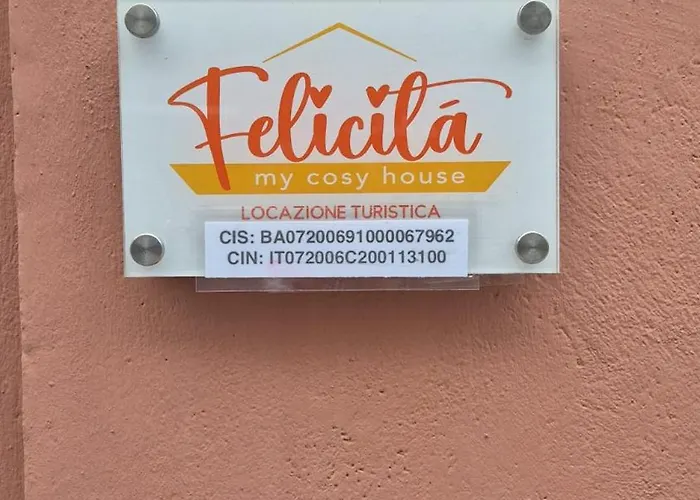 Felicitá
my cosy house
LOCAZIONE TURISTICA
CIS: BA07200691000067962
CIN: IT072006C200113100